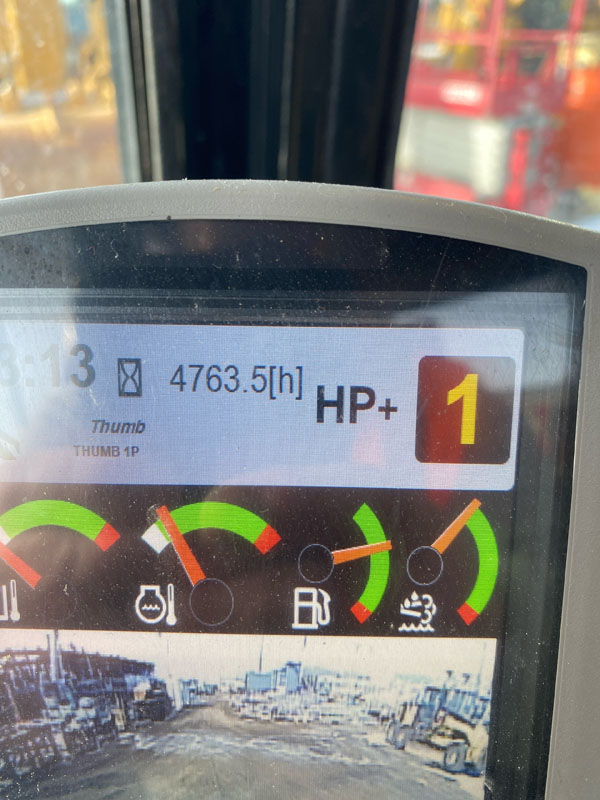 3:13 4763.5[h] HP+ 1
Thumb
THUMB 1P